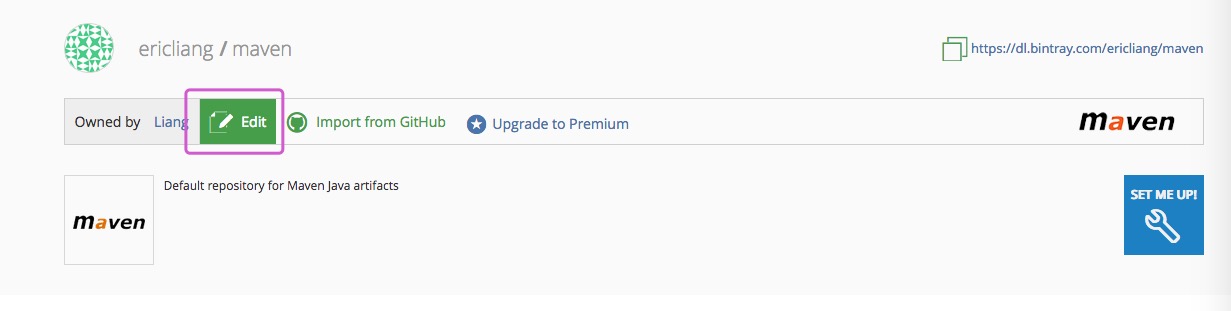 ericliang / maven
https://dl.bintray.com/ericliang/maven
Owned by Liang Edit Import from GitHub Upgrade to Premium maven
Default repository for Maven Java artifacts
maven
SET ME UP!